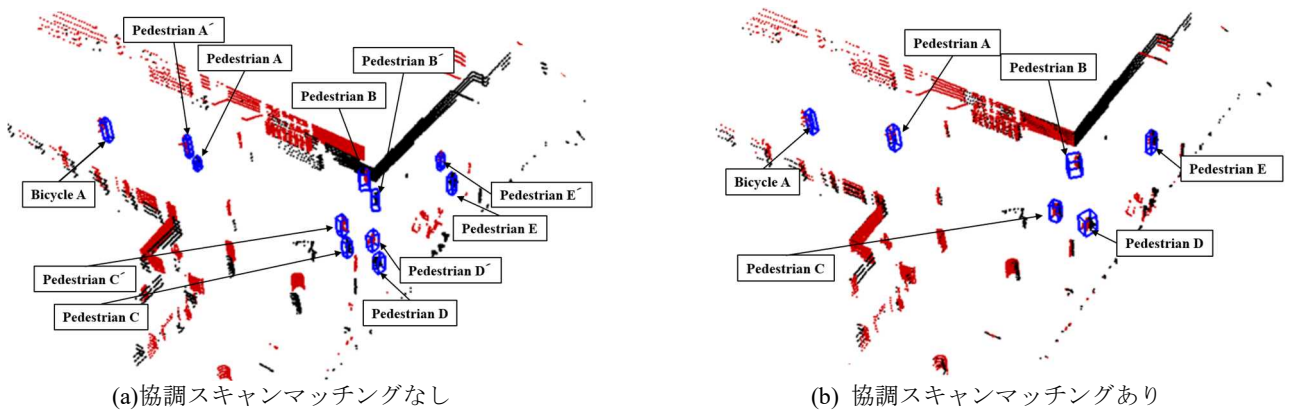 Pedestrian A´
Pedestrian A
Pedestrian B´
Pedestrian B
Bicycle A
Pedestrian E´
Pedestrian E
Pedestrian C´
Pedestrian D´
Pedestrian C
Pedestrian D
(a)協調スキャンマッチングなし
Pedestrian A
Pedestrian B
Bicycle A
Pedestrian E
Pedestrian D
Pedestrian C
(b) 協調スキャンマッチングあり